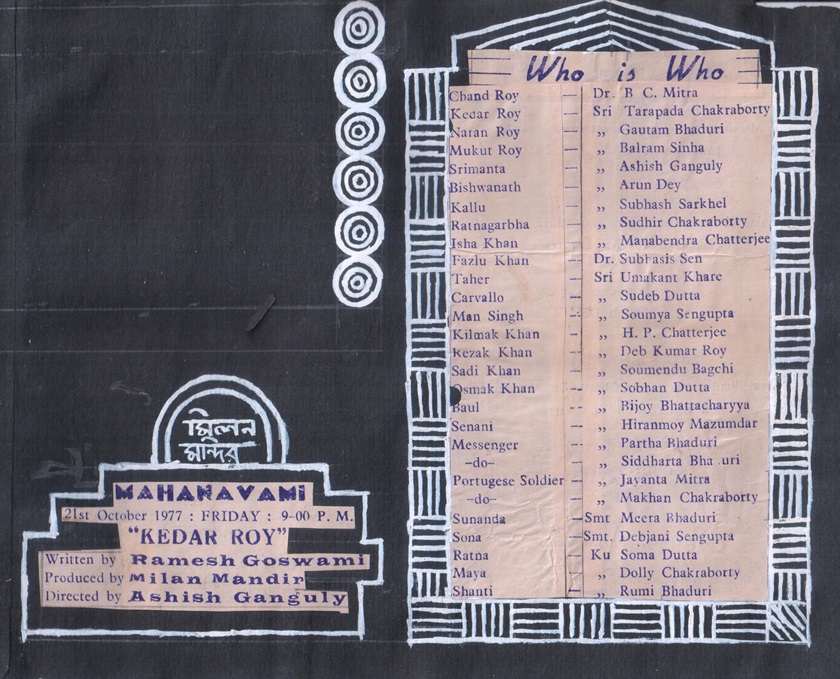 মিলন
মন্দির
MAHANAVAMI
21st October 1977 : FRIDAY : 9-00 P. M.
"KEDAR ROY"
Written by Ramesh Goswami
Produced by Milan Mandir
Directed by Ashish Ganguly
Who is Who
Chand Roy — Dr. B C. Mitra
Kedar Roy — Sri Tarapada Chakraborty
Naran Roy — ,, Gautam Bhaduri
Mukut Roy — ,, Balram Sinha
Srimanta — ,, Ashish Ganguly
Bishwanath — ,, Arun Dey
Kallu — ,, Subhash Sarkhel
Ratnagarbha — ,, Sudhir Chakraborty
Isha Khan — ,, Manabendra Chatterjee
Fazlu Khan — Dr. Subhasis Sen
Taher — Sri Umakant Khare
Carvallo — ,, Sudeb Dutta
Man Singh — ,, Soumya Sengupta
Kilmak Khan — ,, H. P. Chatterjee
Rezak Khan — ,, Deb Kumar Roy
Sadi Khan — ,, Soumendu Bagchi
Osmak Khan — ,, Sobhan Dutta
Baul — ,, Bijoy Bhattacharyya
Senani — ,, Hiranmoy Mazumdar
Messenger — ,, Partha Bhaduri
—do— — ,, Siddharta
Portugese Soldier — ,, Jayanta Mitra
—do— — ,, Makhan Chakraborty
Sunanda — Smt Meera Bhaduri
Sona — Smt. Debjani Sengupta
Ratna — Ku Soma Dutta
Maya — ,, Dolly Chakraborty
Shanti — ,, Rumi Bhaduri